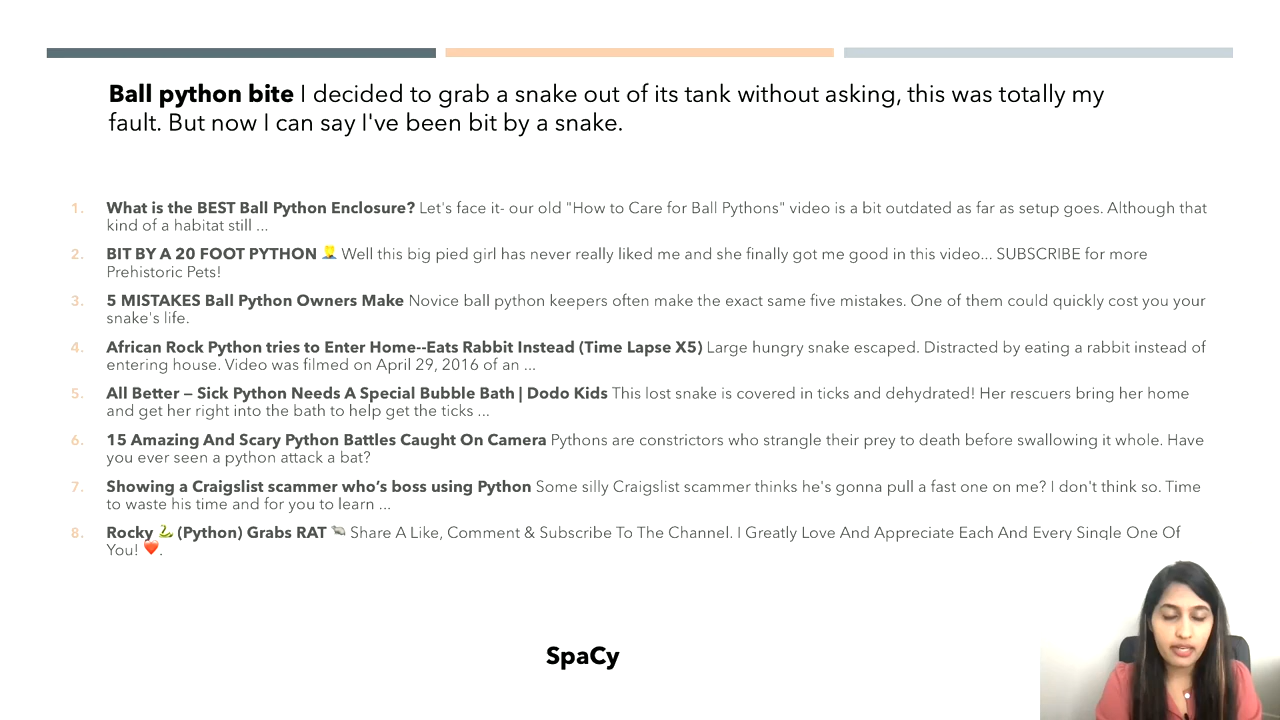 Ball python bite I decided to grab a snake out of its tank without asking, this was totally my
fault. But now I can say I've been bit by a snake.
1. What is the BEST Ball Python Enclosure? Let's face it- our old "How to Care for Ball Pythons" video is a bit outdated as far as setup goes. Although that
kind of a habitat still ...
2. BIT BY A 20 FOOT PYTHON Well this big pied girl has never really liked me and she finally got me good in this video... SUBSCRIBE for more
Prehistoric Pets!
3. 5 MISTAKES Ball Python Owners Make Novice ball python keepers often make the exact same five mistakes. One of them could quickly cost you your
snake's life.
4. African Rock Python tries to Enter Home--Eats Rabbit Instead (Time Lapse X5) Large hungry snake escaped. Distracted by eating a rabbit instead of
entering house. Video was filmed on April 29, 2016 of an ...
5. All Better – Sick Python Needs A Special Bubble Bath | Dodo Kids This lost snake is covered in ticks and dehydrated! Her rescuers bring her home
and get her right into the bath to help get the ticks ...
6. 15 Amazing And Scary Python Battles Caught On Camera Pythons are constrictors who strangle their prey to death before swallowing it whole. Have
you ever seen a python attack a bat?
7. Showing a Craigslist scammer who's boss using Python Some silly Craigslist scammer thinks he's gonna pull a fast one on me? I don't think so. Time
to waste his time and for you to learn ...
8. Rocky 🐍 (Python) Grabs RAT 🐀 Share A Like, Comment & Subscribe To The Channel. I Greatly Love And Appreciate Each And Every Single One Of
You! ❤️.
SpaCy